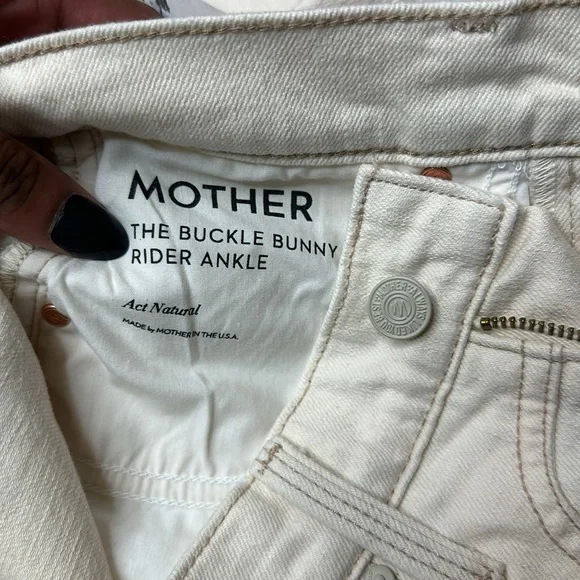 MOTHER
THE BUCKLE BUNNY
RIDER ANKLE
Act Natural
MADE by MOTHER IN THE U.S.A.